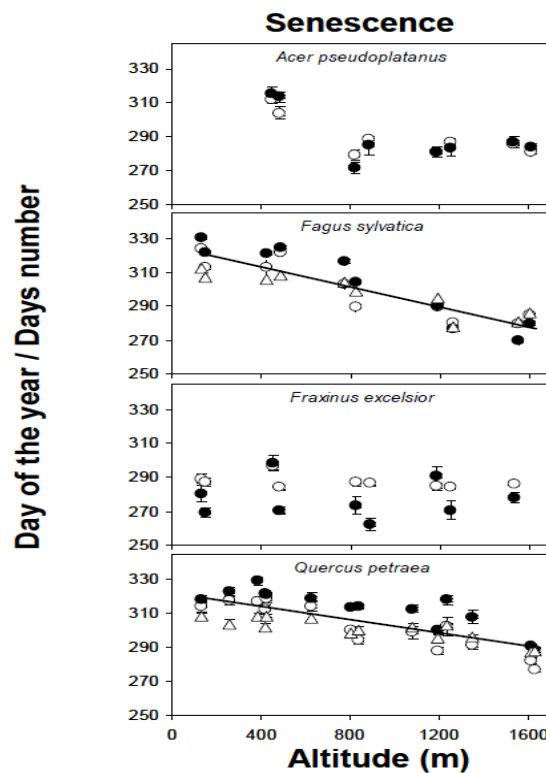 Senescence
Acer pseudoplatanus
330
310
290
270
250
Fagus sylvatica
330
310
290
270
250
Fraxinus excelsior
330
310
290
270
250
Quercus petraea
330
310
290
270
250
0 400 800 1200 1600
Altitude (m)
Day of the year / Days number